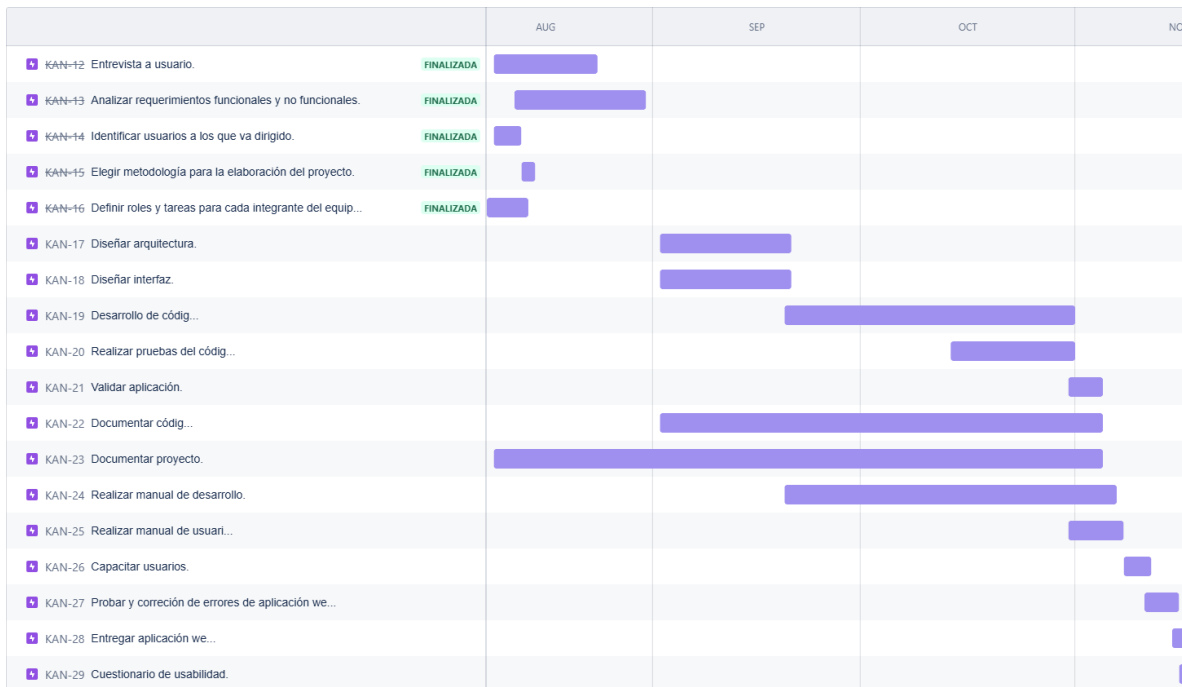 AUG SEP OCT NO
KAN-12 Entrevista a usuario. FINALIZADA
KAN-13 Analizar requerimientos funcionales y no funcionales. FINALIZADA
KAN-14 Identificar usuarios a los que va dirigido. FINALIZADA
KAN-15 Elegir metodología para la elaboración del proyecto. FINALIZADA
KAN-16 Definir roles y tareas para cada integrante del equip... FINALIZADA
KAN-17 Diseñar arquitectura.
KAN-18 Diseñar interfaz.
KAN-19 Desarrollo de códig...
KAN-20 Realizar pruebas del códig...
KAN-21 Validar aplicación.
KAN-22 Documentar códig...
KAN-23 Documentar proyecto.
KAN-24 Realizar manual de desarrollo.
KAN-25 Realizar manual de usuari...
KAN-26 Capacitar usuarios.
KAN-27 Probar y correción de errores de aplicación we...
KAN-28 Entregar aplicación we...
KAN-29 Cuestionario de usabilidad.